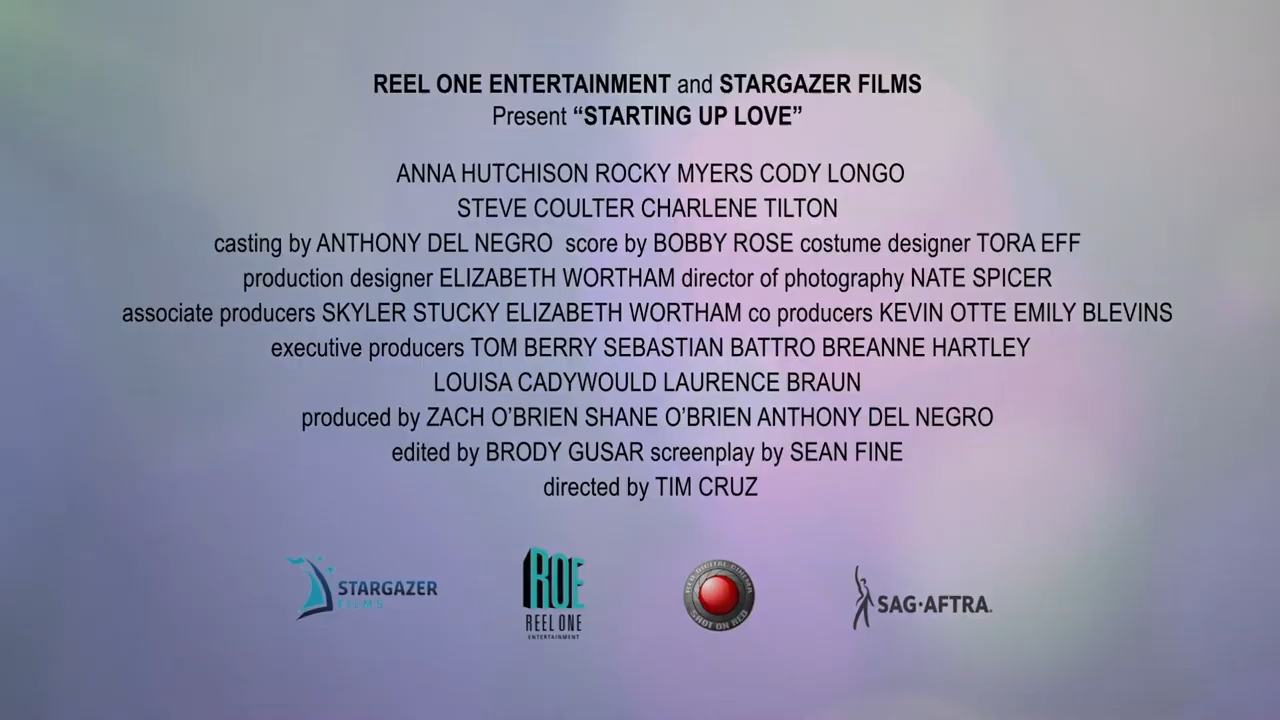 REEL ONE ENTERTAINMENT and STARGAZER FILMS
Present “STARTING UP LOVE”
ANNA HUTCHISON ROCKY MYERS CODY LONGO
STEVE COULTER CHARLENE TILTON
casting by ANTHONY DEL NEGRO score by BOBBY ROSE costume designer TORA EFF
production designer ELIZABETH WORTHAM director of photography NATE SPICER
associate producers SKYLER STUCKY ELIZABETH WORTHAM co producers KEVIN OTTE EMILY BLEVINS
executive producers TOM BERRY SEBASTIAN BATTRO BREANNE HARTLEY
LOUISA CADYWOULD LAURENCE BRAUN
produced by ZACH O’BRIEN SHANE O’BRIEN ANTHONY DEL NEGRO
edited by BRODY GUSAR screenplay by SEAN FINE
directed by TIM CRUZ
STARGAZER
FILMS
ROE
REEL ONE
ENTERTAINMENT
RED DIGITAL CINEMA
SHOT ON RED
SAG·AFTRA.